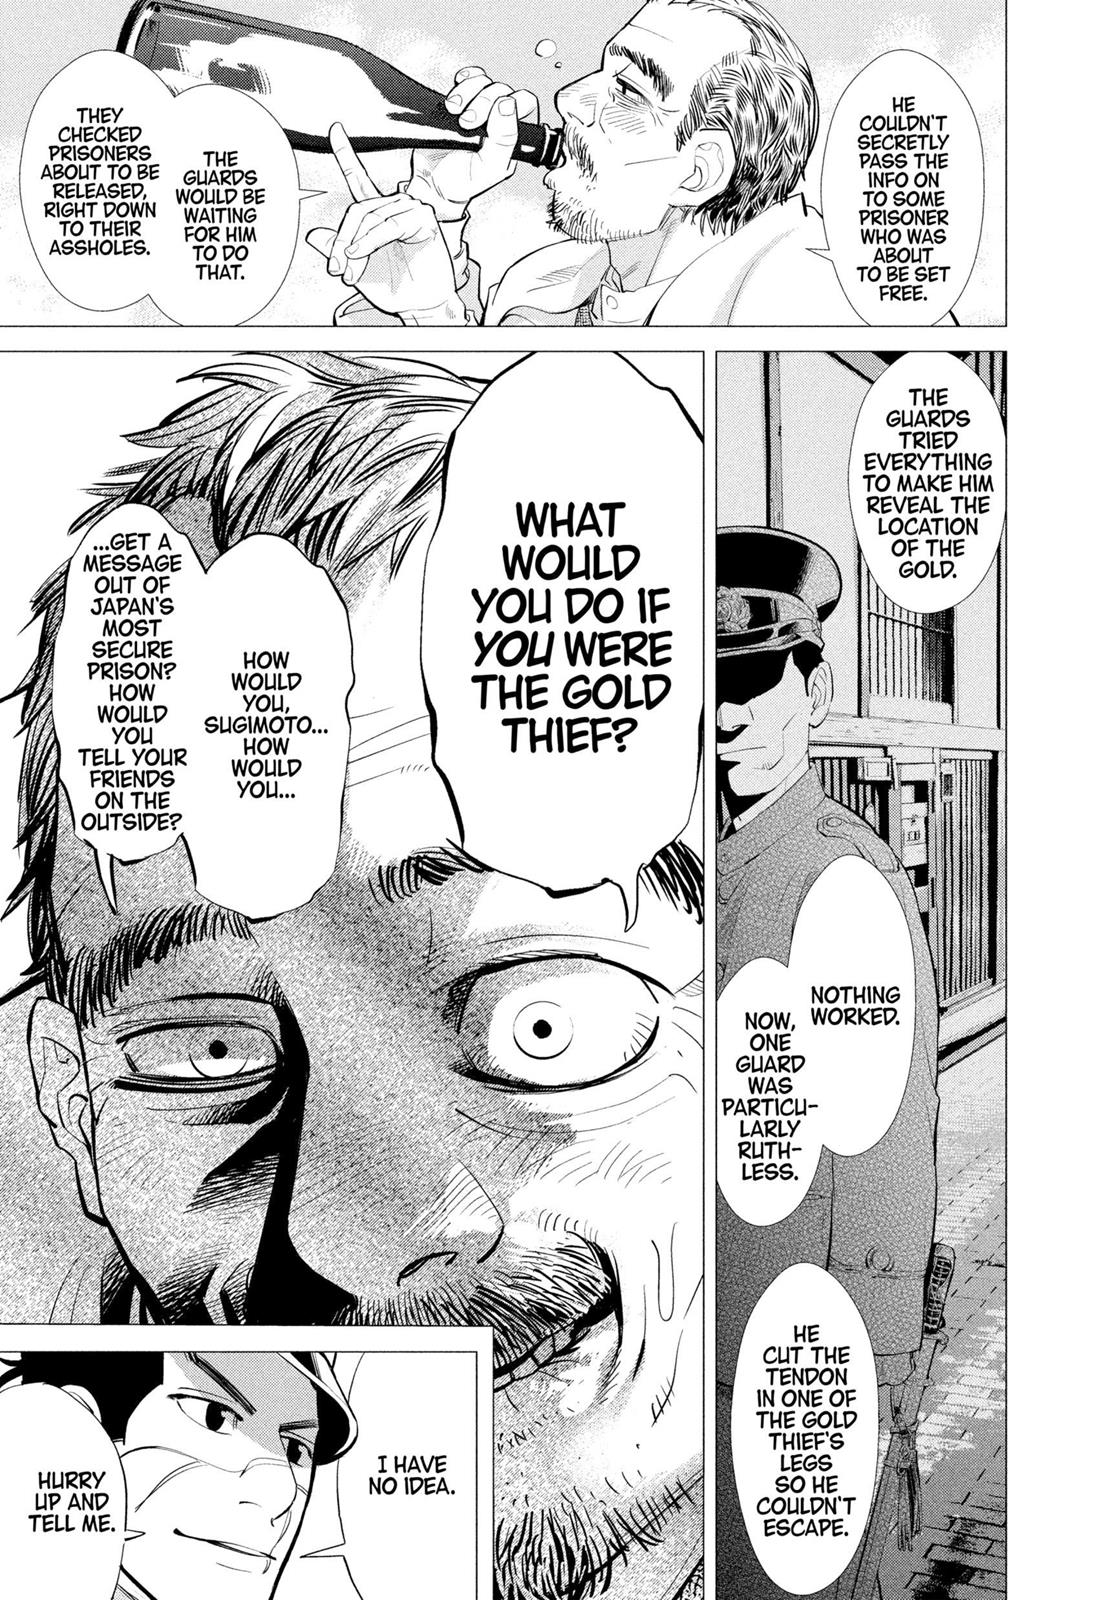 HE
COULDN'T
SECRETLY
PASS THE
INFO ON
TO SOME
PRISONER
WHO WAS
ABOUT
TO BE SET
FREE.
THE
GUARDS
WOULD BE
WAITING
FOR HIM
TO DO
THAT.
THEY
CHECKED
PRISONERS
ABOUT TO BE
RELEASED,
RIGHT DOWN
TO THEIR
ASSHOLES.
THE
GUARDS
TRIED
EVERYTHING
TO MAKE HIM
REVEAL THE
LOCATION
OF THE
GOLD.
NOTHING
WORKED.
NOW,
ONE
GUARD
WAS
PARTICU-
LARLY
RUTH-
LESS.
HE
CUT THE
TENDON
IN ONE OF
THE GOLD
THIEF'S
LEGS
SO HE
COULDN'T
ESCAPE.
WHAT
WOULD
YOU DO IF
YOU WERE
THE GOLD
THIEF?
HOW
WOULD
YOU,
SUGIMOTO...
HOW
WOULD
YOU...
...GET A
MESSAGE
OUT OF
JAPAN'S
MOST
SECURE
PRISON?
HOW
WOULD
YOU
TELL YOUR
FRIENDS
ON THE
OUTSIDE?
I HAVE
NO IDEA.
HURRY
UP AND
TELL ME.